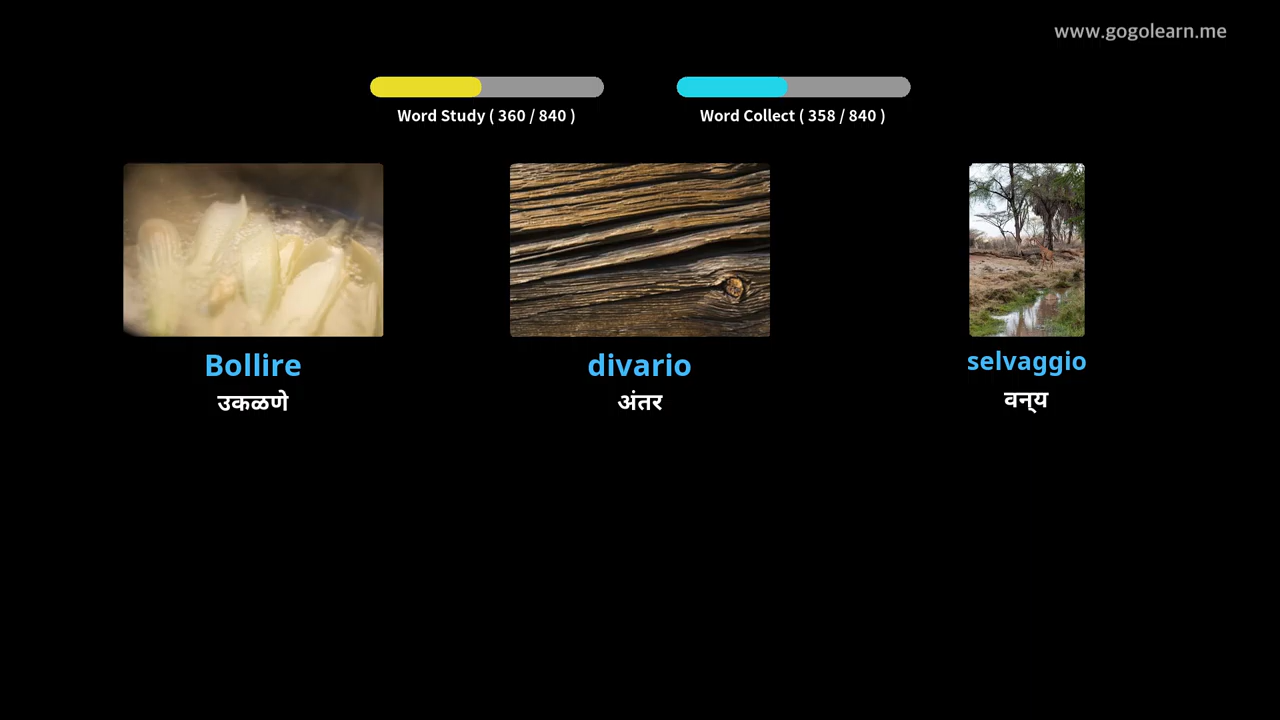 www.gogolearn.me
Word Study ( 360 / 840 )
Word Collect ( 358 / 840 )
Bollire
divario
selvaggio
उकळणे
अंतर
वन्य